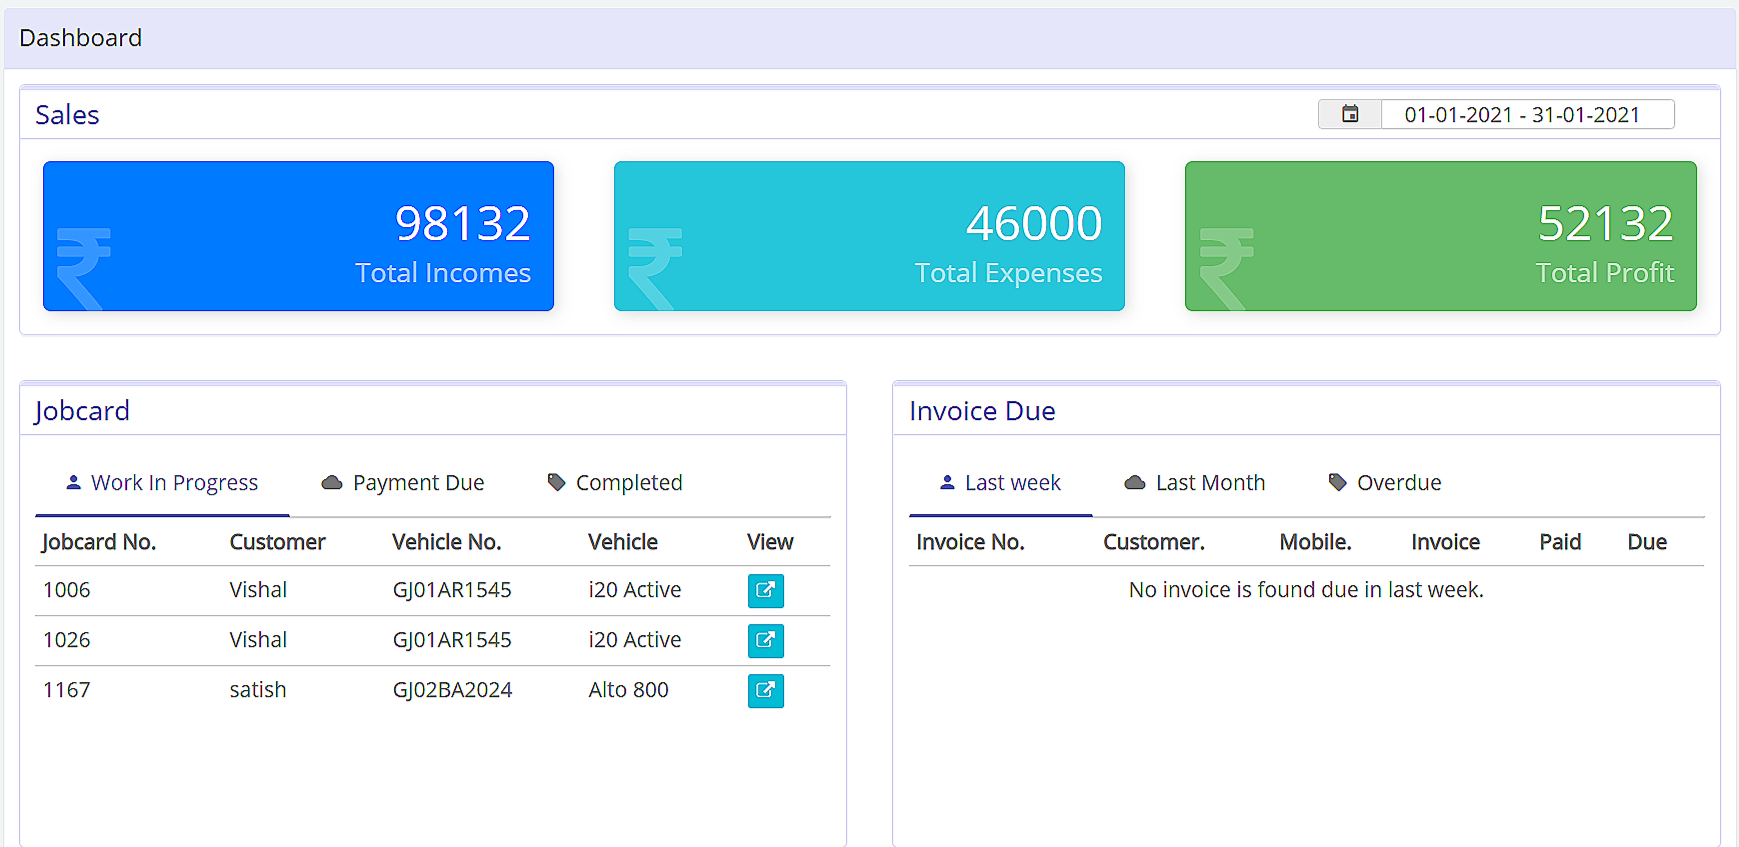 Dashboard
Sales
01-01-2021 - 31-01-2021
₹ 98132
Total Incomes
₹ 46000
Total Expenses
₹ 52132
Total Profit
Jobcard
Work In Progress Payment Due Completed
Jobcard No. Customer Vehicle No. Vehicle View
1006 Vishal GJ01AR1545 i20 Active
1026 Vishal GJ01AR1545 i20 Active
1167 satish GJ02BA2024 Alto 800
Invoice Due
Last week Last Month Overdue
Invoice No. Customer. Mobile. Invoice Paid Due
No invoice is found due in last week.